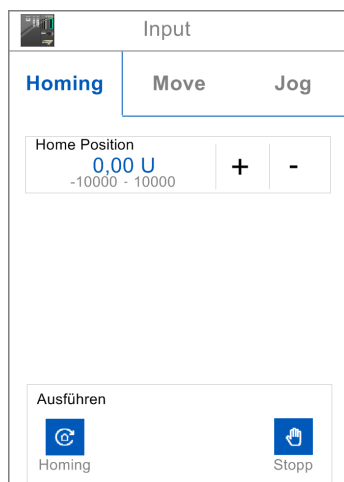 Input
Homing Move Jog
Home Position
0,00 U + -
-10000 - 10000
Ausführen
Homing Stopp